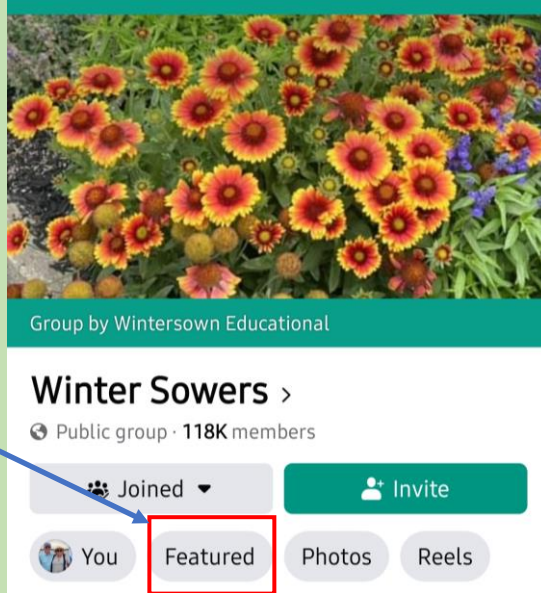 Group by Wintersown Educational
Winter Sowers >
Public group · 118K members
Joined
Invite
You
Featured
Photos
Reels